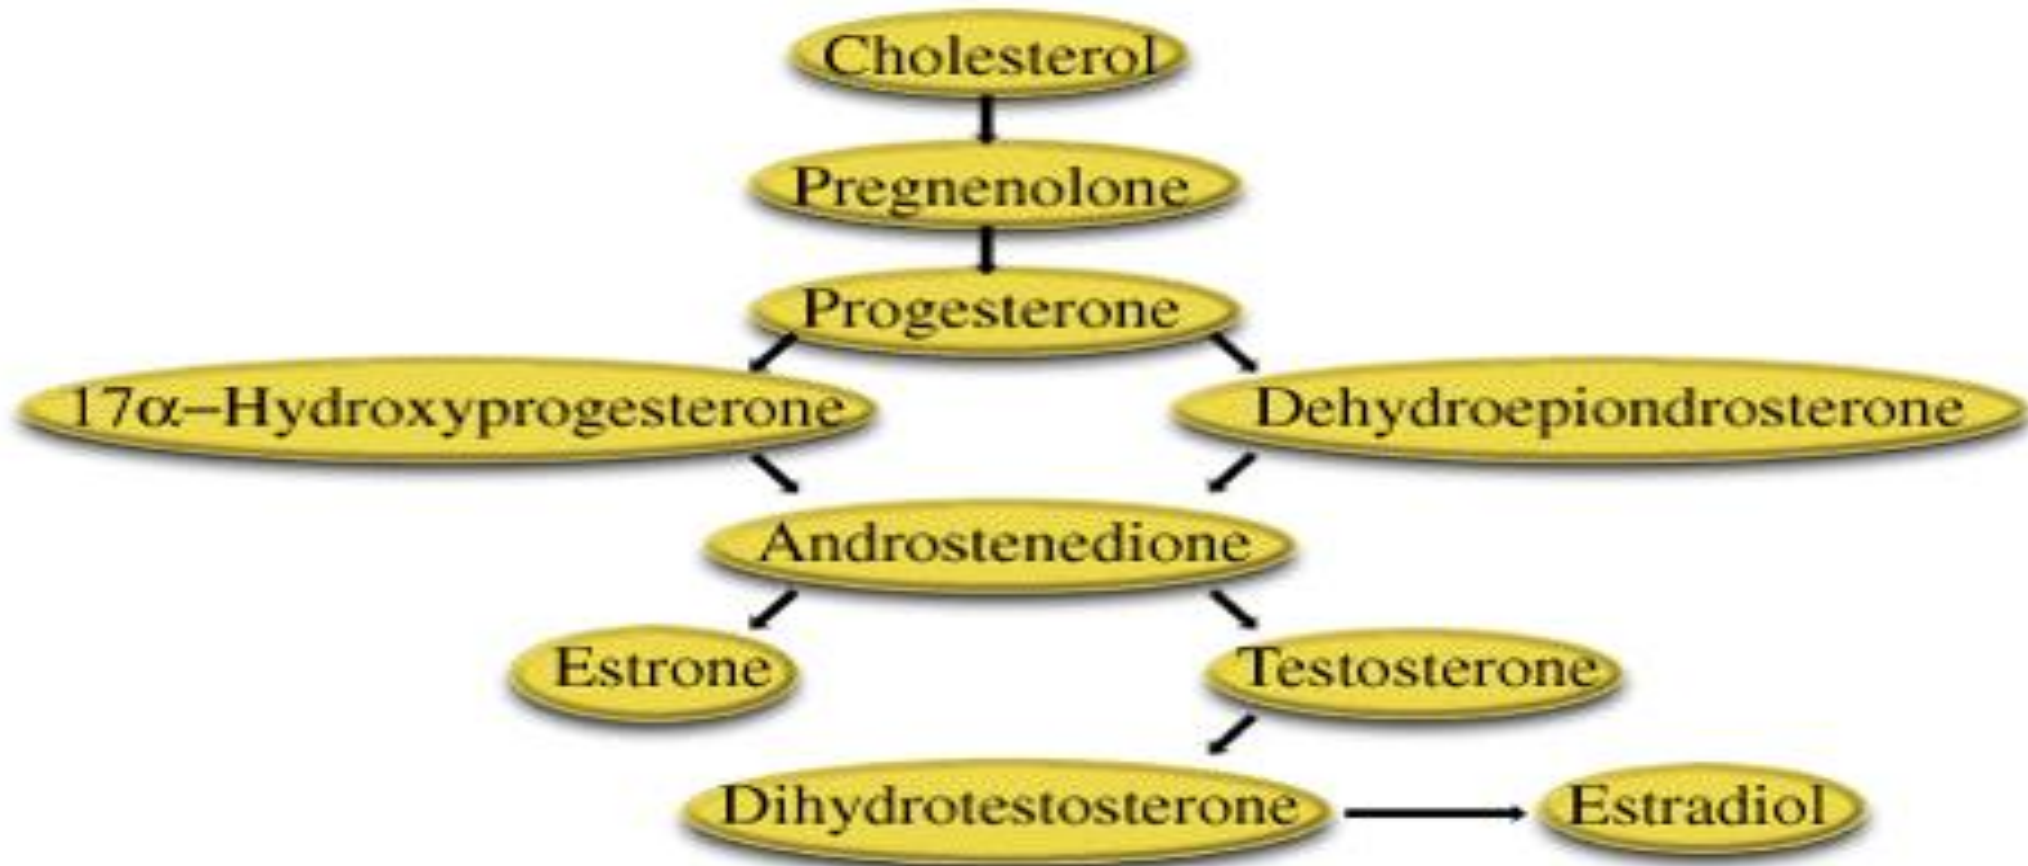 Cholesterol
Pregnenolone
Progesterone
17α–Hydroxyprogesterone
Dehydroepiondrosterone
Androstenedione
Estrone
Testosterone
Dihydrotestosterone
Estradiol